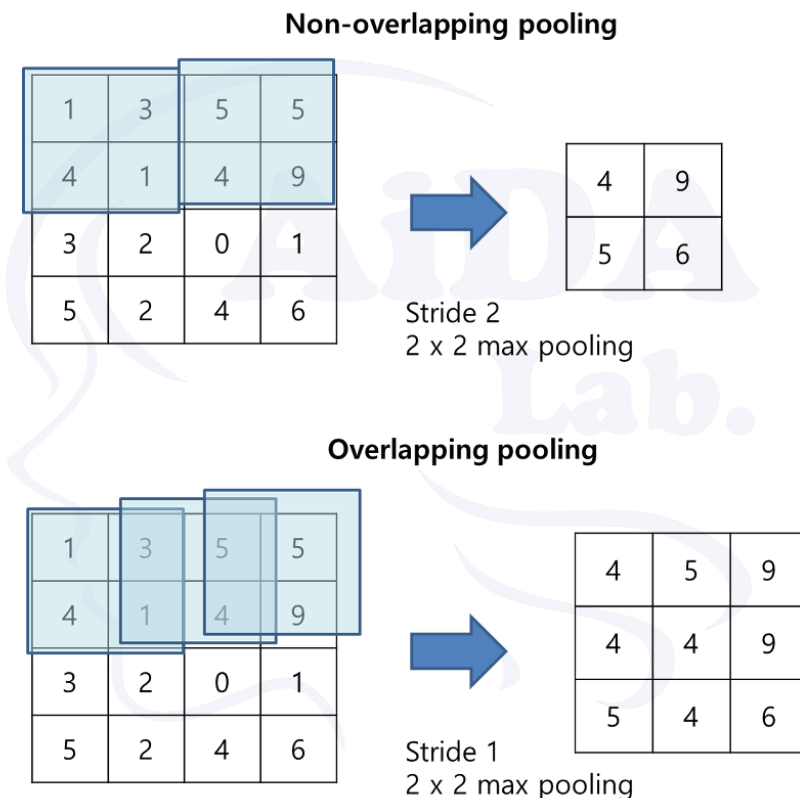 Non-overlapping pooling
1 3 5 5
4 1 4 9
3 2 0 1
5 2 4 6
4 9
5 6
Stride 2
2 x 2 max pooling
AiDA
Lab.
Overlapping pooling
1 3 5 5
4 1 4 9
3 2 0 1
5 2 4 6
4 5 9
4 4 9
5 4 6
Stride 1
2 x 2 max pooling